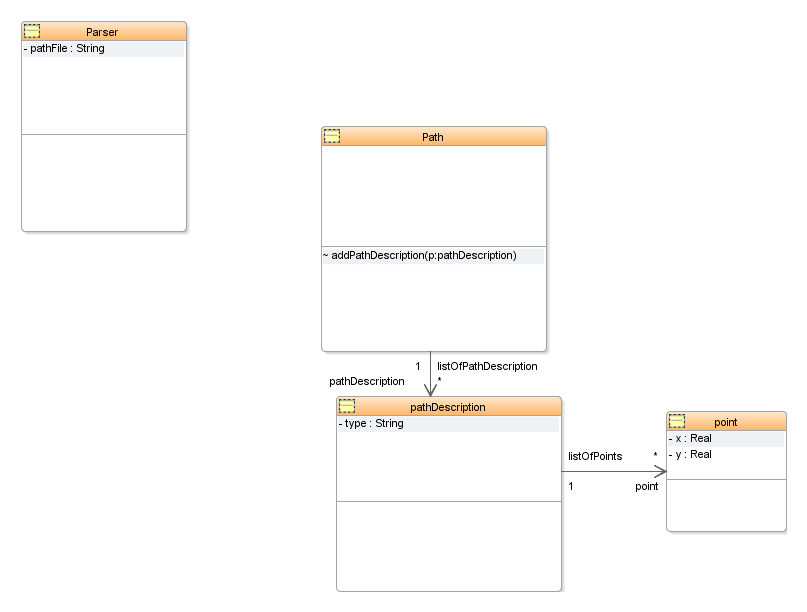 Parser
- pathFile : String
Path
~ addPathDescription(p:pathDescription)
1 listOfPathDescription
pathDescription *
pathDescription
- type : String
listOfPoints *
1 point
point
- x : Real
- y : Real